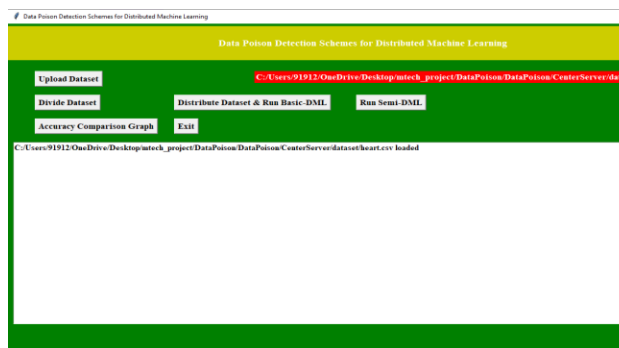 Data Poison Detection Schemes for Distributed Machine Learning
Data Poison Detection Schemes for Distributed Machine Learning
Upload Dataset
C:/Users/91912/OneDrive/Desktop/mtech_project/DataPoison/DataPoison/CenterServer/da
Divide Dataset Distribute Dataset & Run Basic-DML Run Semi-DML
Accuracy Comparison Graph Exit
C:/Users/91912/OneDrive/Desktop/mtech_project/DataPoison/DataPoison/CenterServer/dataset/heart.csv loaded